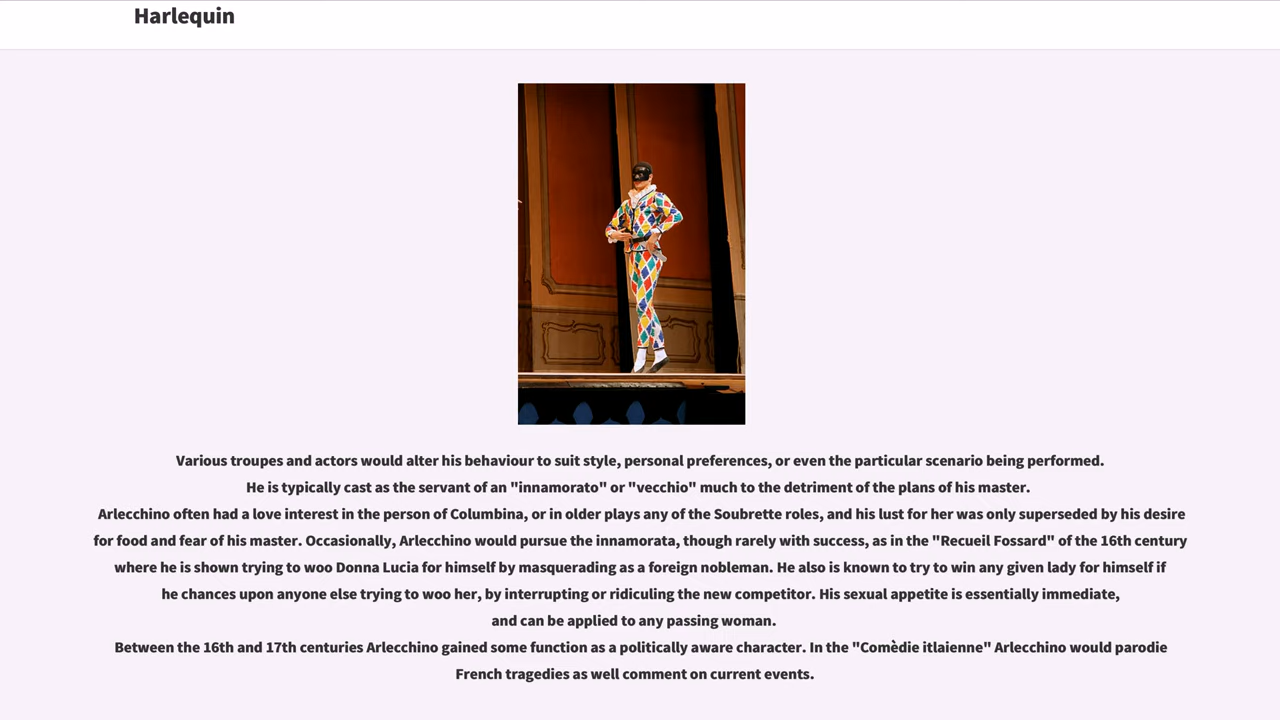 Harlequin
Various troupes and actors would alter his behaviour to suit style, personal preferences, or even the particular scenario being performed.
He is typically cast as the servant of an "innamorato" or "vecchio" much to the detriment of the plans of his master.
Arlecchino often had a love interest in the person of Columbina, or in older plays any of the Soubrette roles, and his lust for her was only superseded by his desire
for food and fear of his master. Occasionally, Arlecchino would pursue the innamorata, though rarely with success, as in the "Recueil Fossard" of the 16th century
where he is shown trying to woo Donna Lucia for himself by masquerading as a foreign nobleman. He also is known to try to win any given lady for himself if
he chances upon anyone else trying to woo her, by interrupting or ridiculing the new competitor. His sexual appetite is essentially immediate,
and can be applied to any passing woman.
Between the 16th and 17th centuries Arlecchino gained some function as a politically aware character. In the "Comèdie itlaienne" Arlecchino would parodie
French tragedies as well comment on current events.